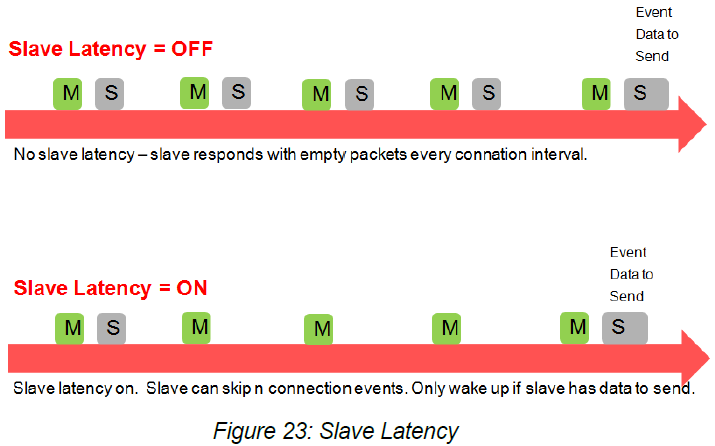 Event
Data to
Send
Slave Latency = OFF
M S M S M S M S M S
No slave latency – slave responds with empty packets every connation interval.
Event
Data to
Send
Slave Latency = ON
M S M M M M S
Slave latency on. Slave can skip n connection events. Only wake up if slave has data to send.
Figure 23: Slave Latency